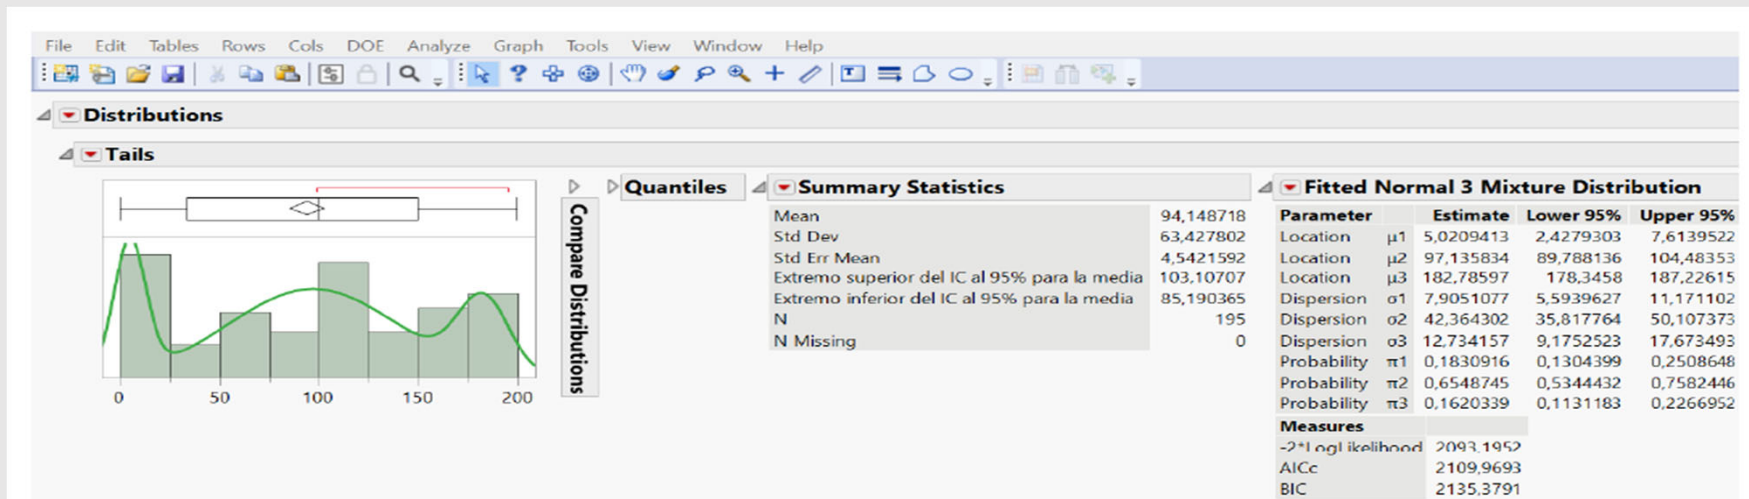 File Edit Tables Rows Cols DOE Analyze Graph Tools View Window Help
Distributions
Tails
0 50 100 150 200
Compare Distributions
Quantiles
Summary Statistics
Mean 94,148718
Std Dev 63,427802
Std Err Mean 4,5421592
Extremo superior del IC al 95% para la media 103,10707
Extremo inferior del IC al 95% para la media 85,190365
N 195
N Missing 0
Fitted Normal 3 Mixture Distribution
Parameter Estimate Lower 95% Upper 95%
Location μ1 5,0209413 2,4279303 7,6139522
Location μ2 97,135834 89,788136 104,48353
Location μ3 182,78597 178,3458 187,22615
Dispersion σ1 7,9051077 5,5939627 11,171102
Dispersion σ2 42,364302 35,817764 50,107373
Dispersion σ3 12,734157 9,1752523 17,673493
Probability π1 0,1830916 0,1304399 0,2508648
Probability π2 0,6548745 0,5344432 0,7582446
Probability π3 0,1620339 0,1131183 0,2266952
Measures
-2*LogLikelihood 2093,1952
AICc 2109,9693
BIC 2135,3791